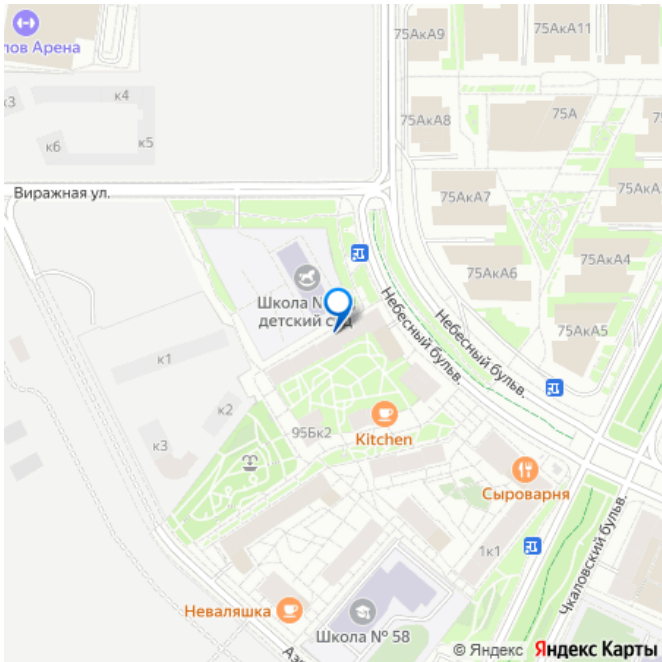 75АкА9
75АкА11
лов Арена
к3
к4
75А
75АкА8
к6
к5
Виражная ул.
75АкА7
75АкА
75АкА4
75АкА6
Школа №
детский сад
Небесный бульв.
Небесный бульв.
75АкА5
к1
к2
95Бк2
Kitchen
к3
Сыроварня
1к1
Чкаловский бульв.
Неваляшка
Школа № 58
Аэ
© Яндекс Яндекс Карты